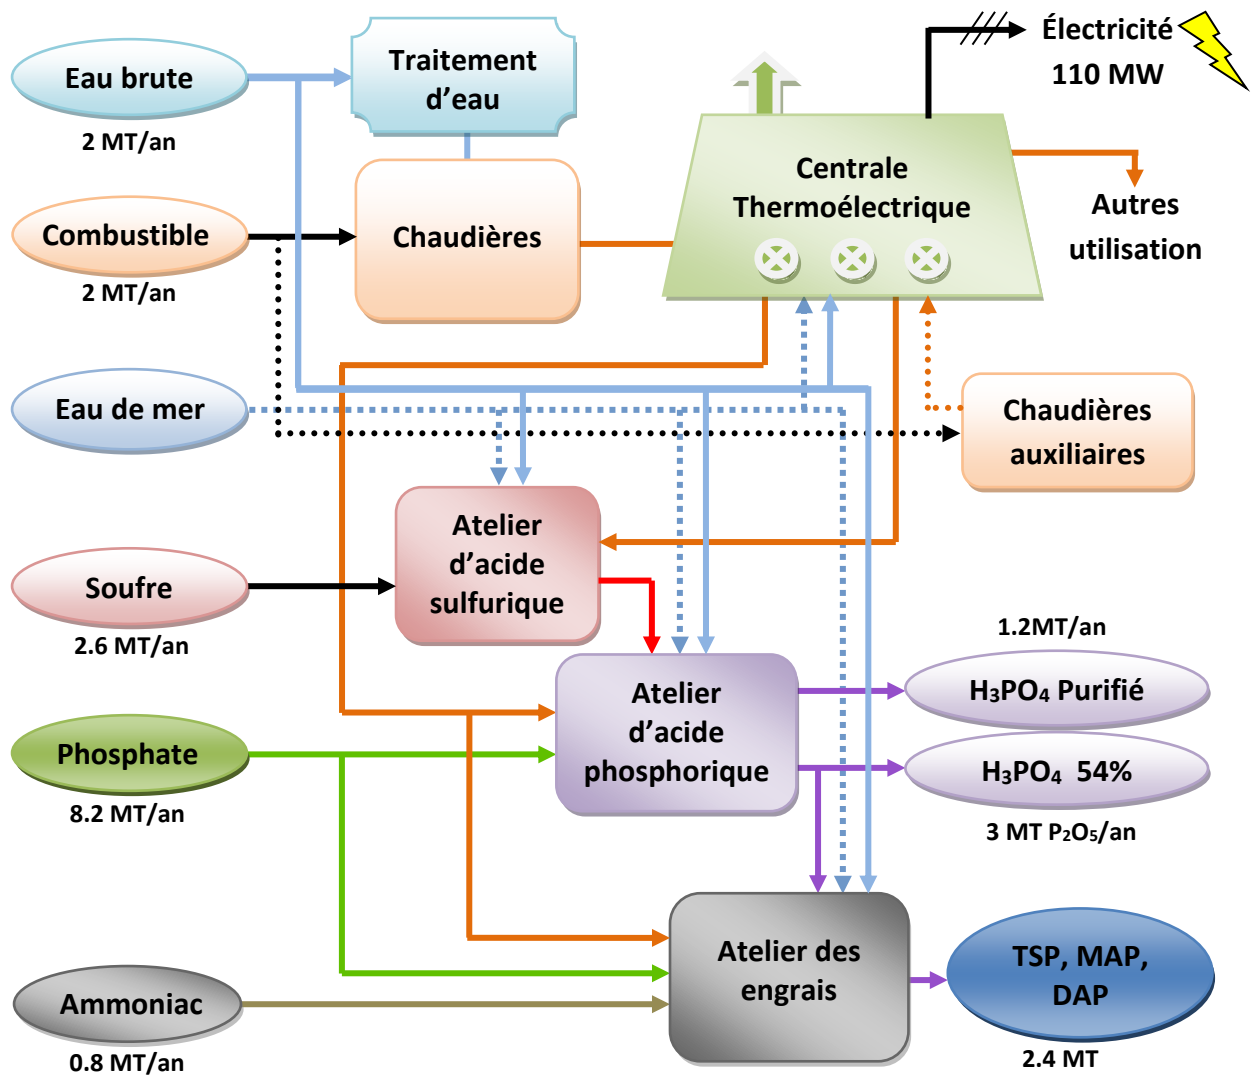 Eau brute
2 MT/an
Traitement
d’eau
Électricité
110 MW
Combustible
2 MT/an
Chaudières
Centrale
Thermoélectrique
Autres
utilisation
Eau de mer
Chaudières
auxiliaires
Soufre
2.6 MT/an
Atelier
d’acide
sulfurique
Phosphate
8.2 MT/an
Atelier
d’acide
phosphorique
1.2MT/an
H₃PO₄ Purifié
H₃PO₄ 54%
3 MT P₂O₅/an
Ammoniac
0.8 MT/an
Atelier des
engrais
TSP, MAP,
DAP
2.4 MT